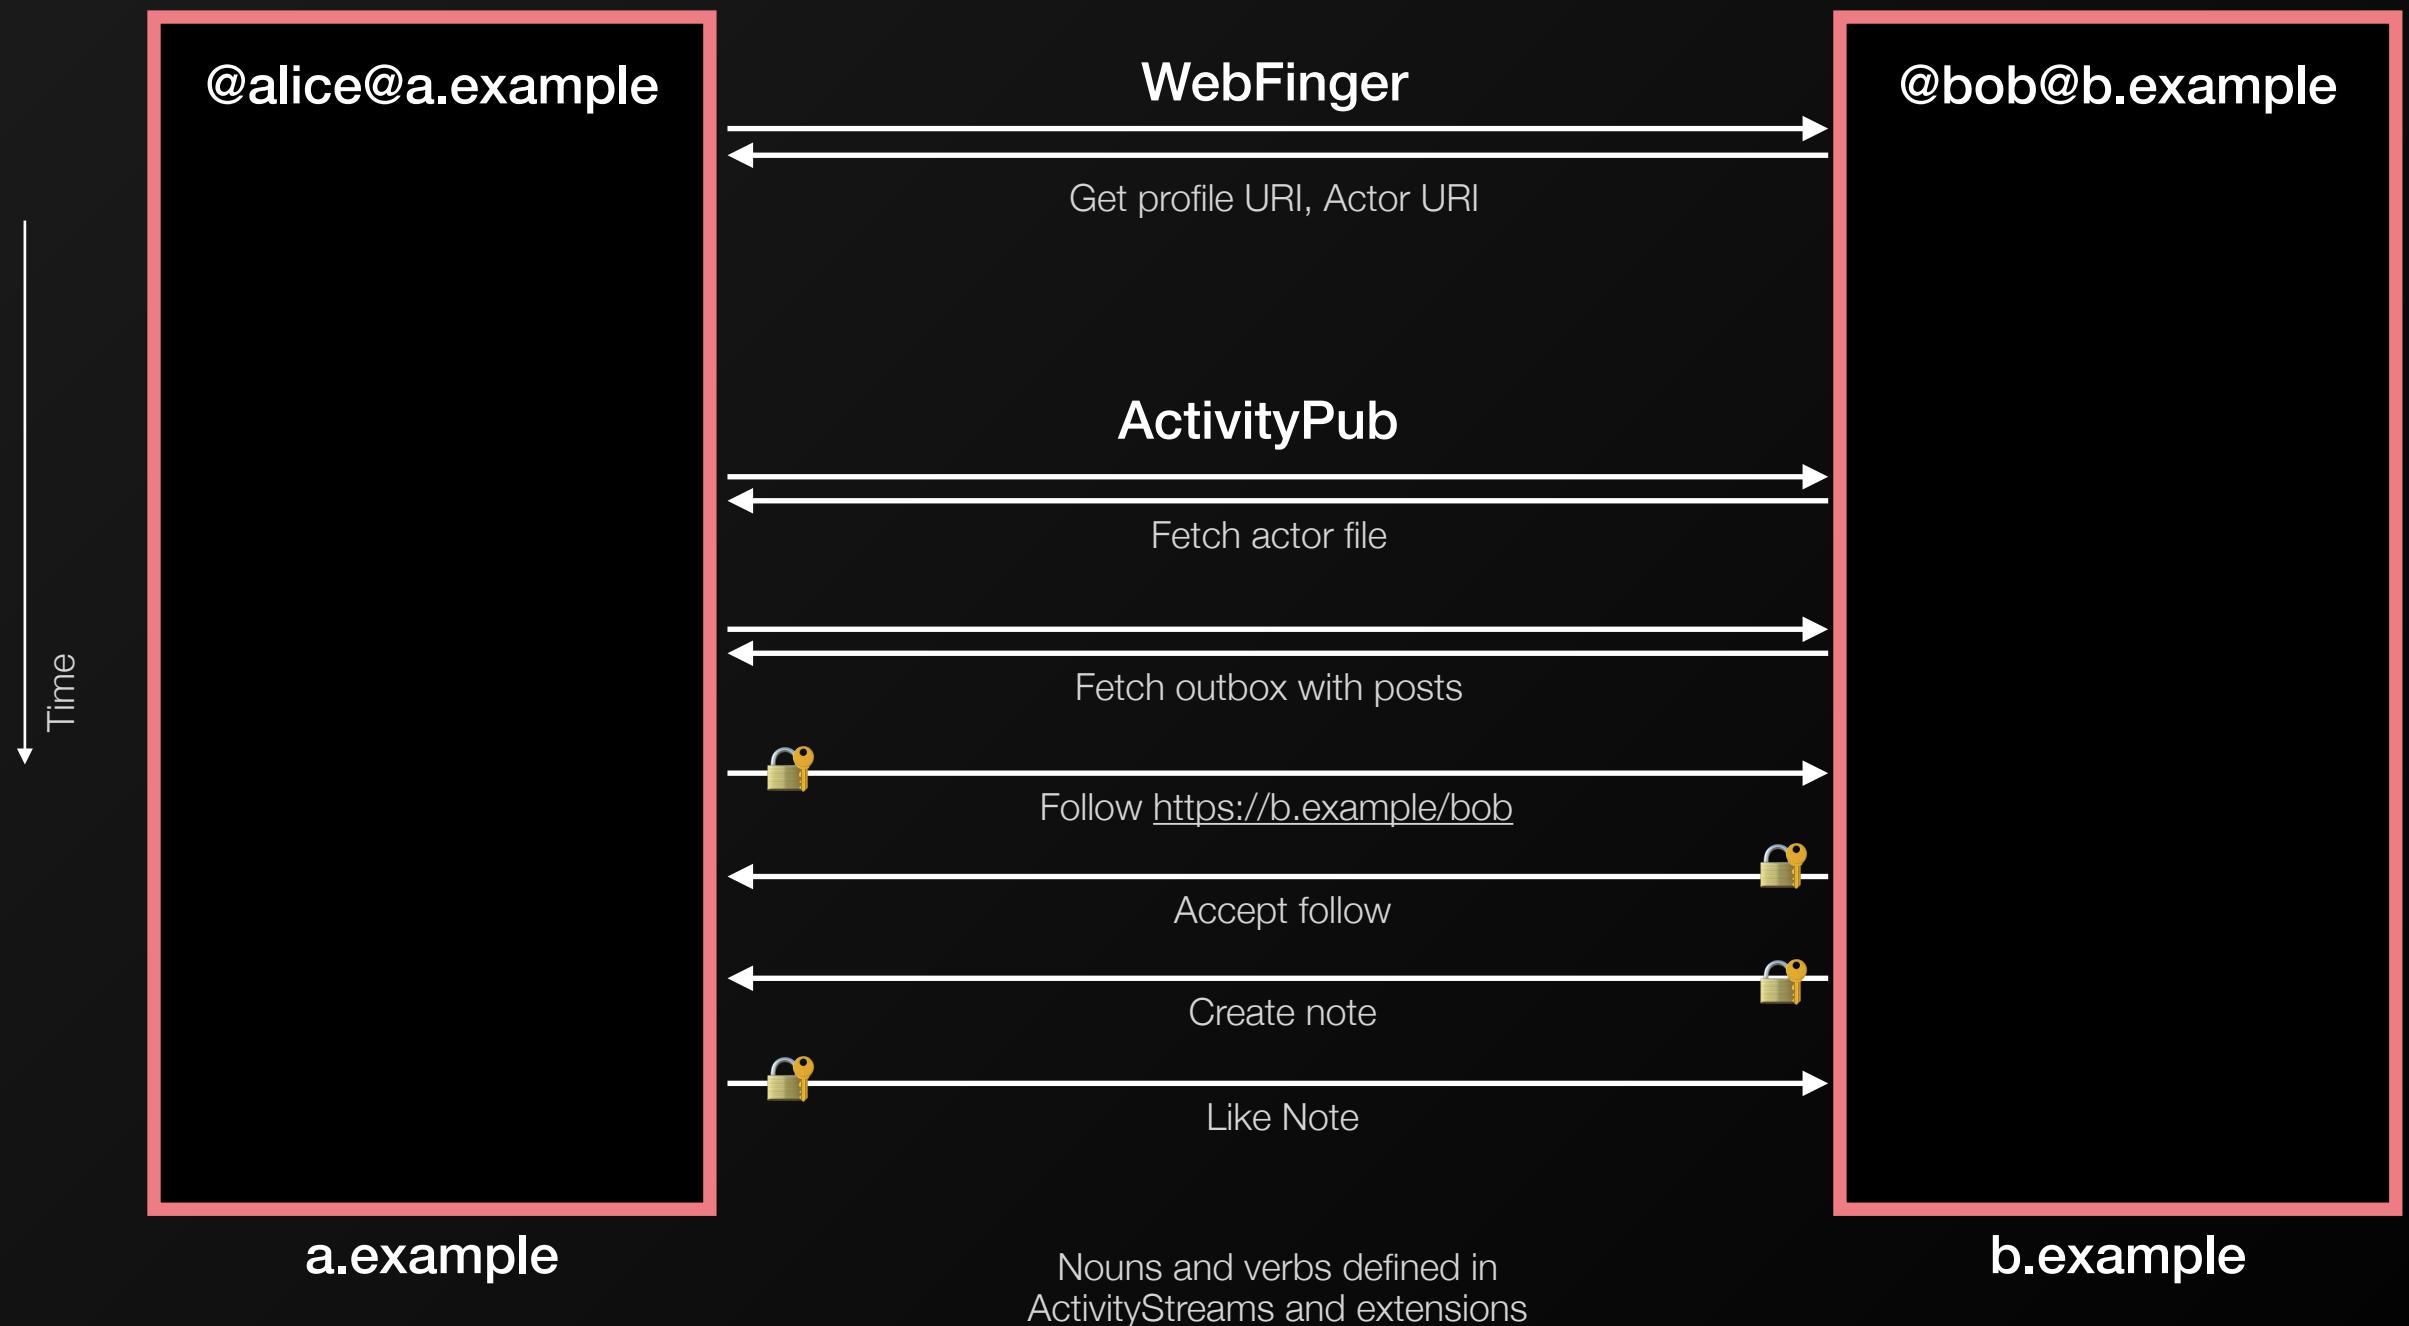 @alice@a.example
WebFinger
@bob@b.example
Get profile URI, Actor URI
ActivityPub
Fetch actor file
Time
Fetch outbox with posts
Follow https://b.example/bob
Accept follow
Create note
Like Note
a.example
b.example
Nouns and verbs defined in
ActivityStreams and extensions